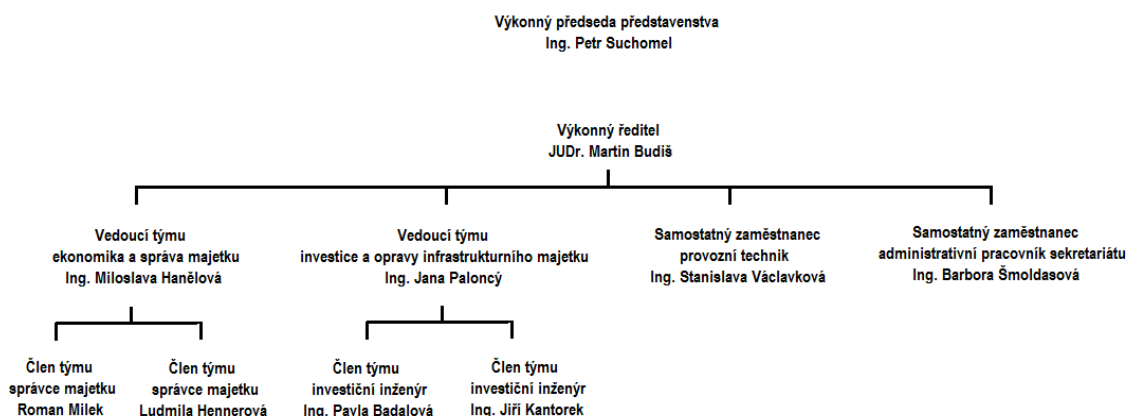 Výkonný předseda představenstva
Ing. Petr Suchomel
Výkonný ředitel
JUDr. Martin Budiš
Vedoucí týmu
ekonomika a správa majetku
Ing. Miloslava Hanělová
Vedoucí týmu
investice a opravy infrastrukturního majetku
Ing. Jana Paloncý
Samostatný zaměstnanec
provozní technik
Ing. Stanislava Václavková
Samostatný zaměstnanec
administrativní pracovník sekretariátu
Ing. Barbora Šmoldasová
Člen týmu
správce majetku
Roman Milek
Člen týmu
správce majetku
Ludmila Hennerová
Člen týmu
investiční inženýr
Ing. Pavla Badalová
Člen týmu
investiční inženýr
Ing. Jiří Kantorek